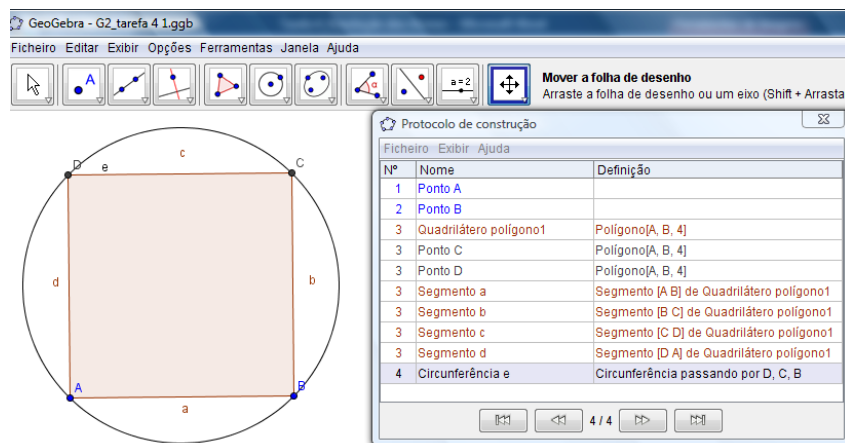 GeoGebra - G2_tarefa 4 1.ggb
Ficheiro Editar Exibir Opções Ferramentas Janela Ajuda
A
α
a=2
Mover a folha de desenho
Arraste a folha de desenho ou um eixo (Shift + Arrasta
Protocolo de construção
Ficheiro Exibir Ajuda
Nº Nome Definição
1 Ponto A
2 Ponto B
3 Quadrilátero polígono1 Polígono[A, B, 4]
3 Ponto C Polígono[A, B, 4]
3 Ponto D Polígono[A, B, 4]
3 Segmento a Segmento [A B] de Quadrilátero polígono1
3 Segmento b Segmento [B C] de Quadrilátero polígono1
3 Segmento c Segmento [C D] de Quadrilátero polígono1
3 Segmento d Segmento [D A] de Quadrilátero polígono1
4 Circunferência e Circunferência passando por D, C, B
4 / 4
c
D e C
d b
A B
a